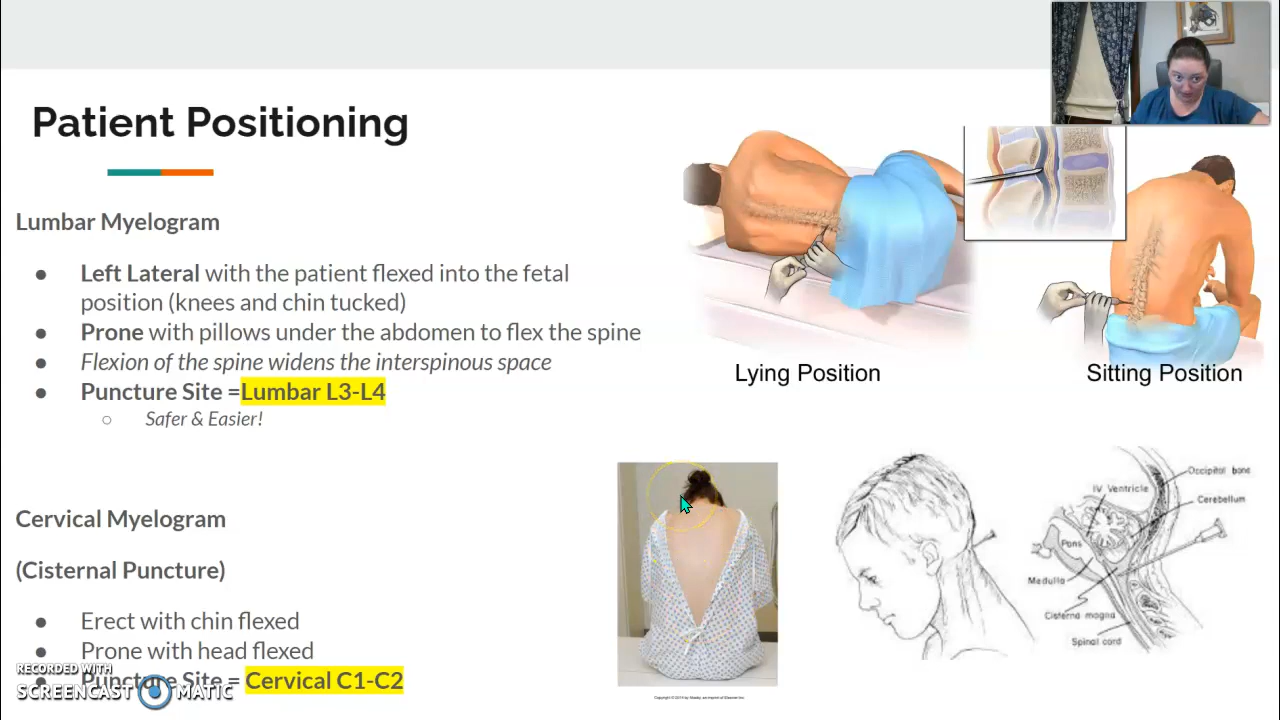 Patient Positioning
Lumbar Myelogram
● Left Lateral with the patient flexed into the fetal
position (knees and chin tucked)
● Prone with pillows under the abdomen to flex the spine
● Flexion of the spine widens the interspinous space
● Puncture Site =Lumbar L3-L4
○ Safer & Easier!
Lying Position
Sitting Position
Cervical Myelogram
(Cisternal Puncture)
● Erect with chin flexed
● Prone with head flexed
● Puncture Site = Cervical C1-C2
Occipital bone
IV Ventricle
Cerebellum
Pons
Medulla
Cisterna magna
Spinal cord
RECORDED WITH
SCREENCAST MATIC